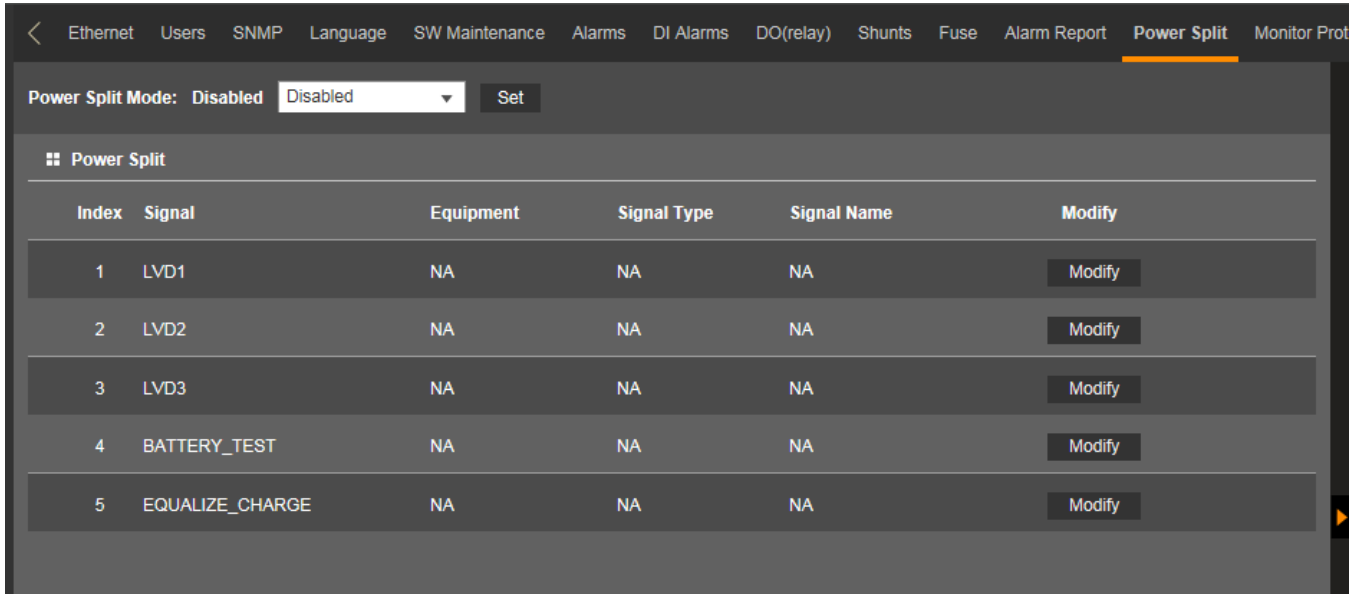 Ethernet Users SNMP Language SW Maintenance Alarms DI Alarms DO(relay) Shunts Fuse Alarm Report Power Split Monitor Prot
Power Split Mode: Disabled Disabled Set
Power Split
Index Signal Equipment Signal Type Signal Name Modify
1 LVD1 NA NA NA Modify
2 LVD2 NA NA NA Modify
3 LVD3 NA NA NA Modify
4 BATTERY_TEST NA NA NA Modify
5 EQUALIZE_CHARGE NA NA NA Modify